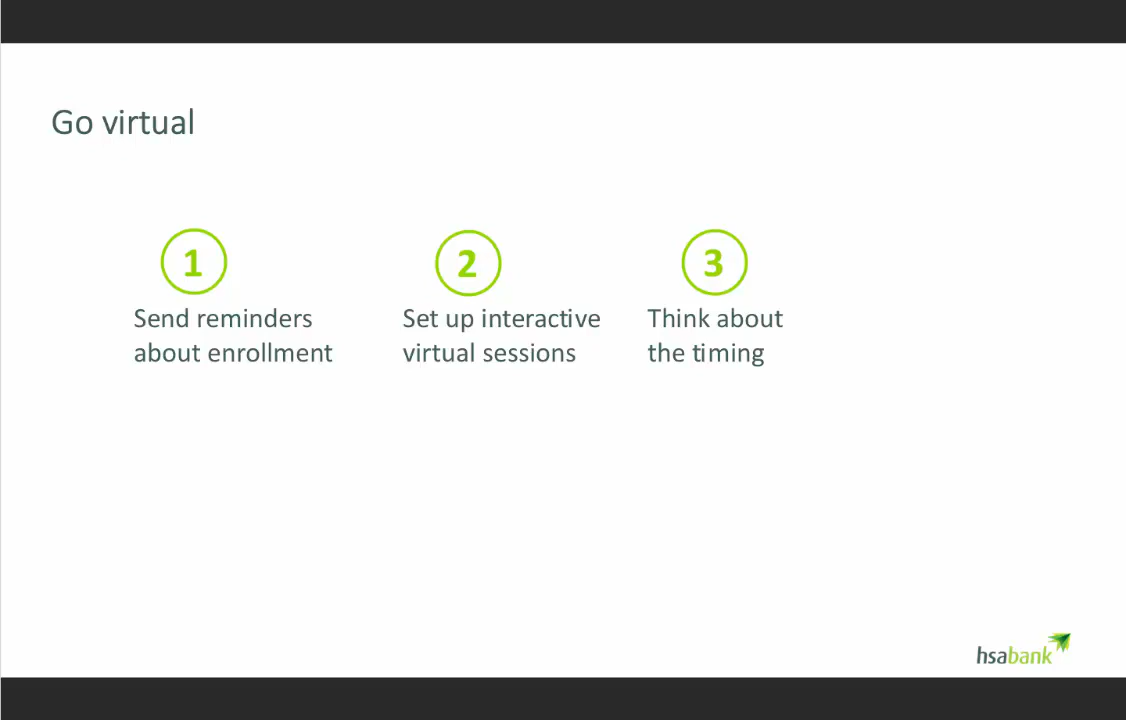 Go virtual
1
Send reminders
about enrollment
2
Set up interactive
virtual sessions
3
Think about
the timing
hsabank